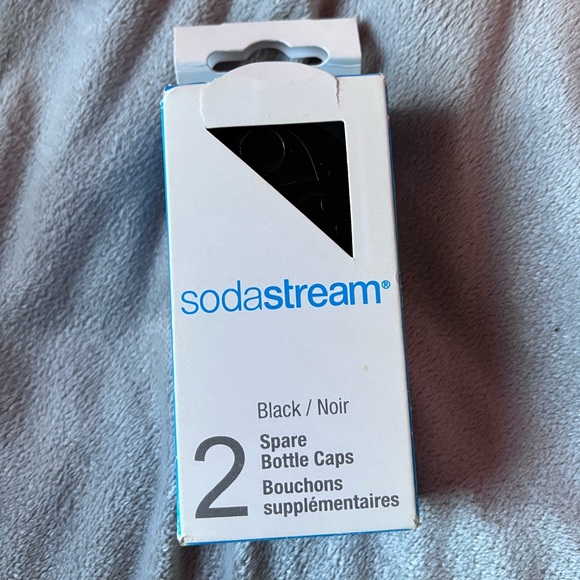 sodastream®
Black / Noir
2
Spare
Bottle Caps
Bouchons
supplémentaires